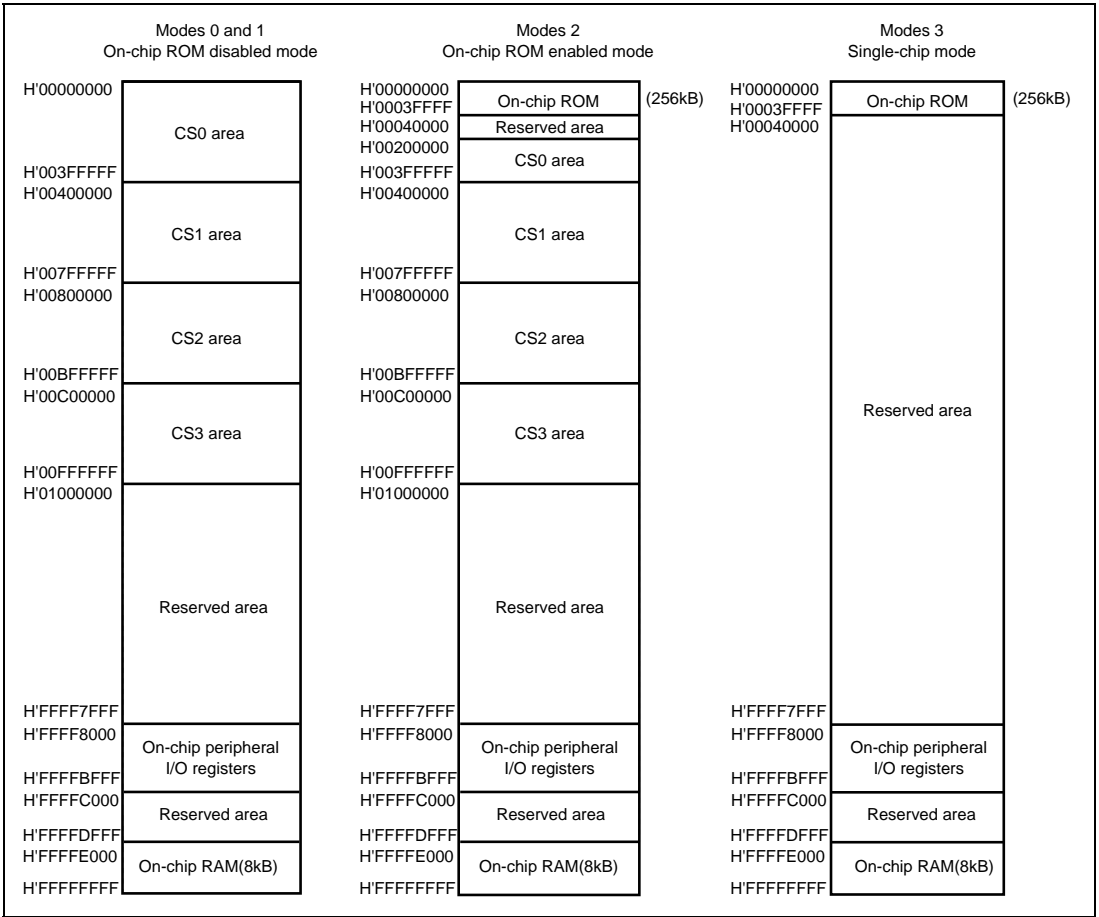 Modes 0 and 1
On-chip ROM disabled mode
H'00000000
CS0 area
H'003FFFFF
H'00400000
CS1 area
H'007FFFFF
H'00800000
CS2 area
H'00BFFFFF
H'00C00000
CS3 area
H'00FFFFFF
H'01000000
Reserved area
H'FFFF7FFF
H'FFFF8000
On-chip peripheral
I/O registers
H'FFFFBFFF
H'FFFFC000
Reserved area
H'FFFFDFFF
H'FFFFE000
On-chip RAM(8kB)
H'FFFFFFFF
Modes 2
On-chip ROM enabled mode
H'00000000
On-chip ROM
(256kB)
H'0003FFFF
H'00040000
Reserved area
H'00200000
CS0 area
H'003FFFFF
H'00400000
CS1 area
H'007FFFFF
H'00800000
CS2 area
H'00BFFFFF
H'00C00000
CS3 area
H'00FFFFFF
H'01000000
Reserved area
H'FFFF7FFF
H'FFFF8000
On-chip peripheral
I/O registers
H'FFFFBFFF
H'FFFFC000
Reserved area
H'FFFFDFFF
H'FFFFE000
On-chip RAM(8kB)
H'FFFFFFFF
Modes 3
Single-chip mode
H'00000000
On-chip ROM
(256kB)
H'0003FFFF
H'00040000
Reserved area
H'FFFF7FFF
H'FFFF8000
On-chip peripheral
I/O registers
H'FFFFBFFF
H'FFFFC000
Reserved area
H'FFFFDFFF
H'FFFFE000
On-chip RAM(8kB)
H'FFFFFFFF